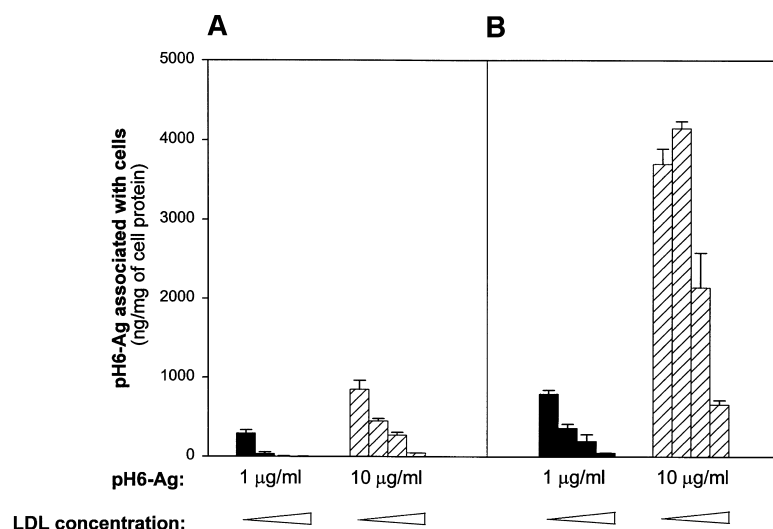 A B
5000
4000
3000
2000
1000
0
pH6-Ag associated with cells
(ng/mg of cell protein)
pH6-Ag: 1 μg/ml 10 μg/ml 1 μg/ml 10 μg/ml
LDL concentration: